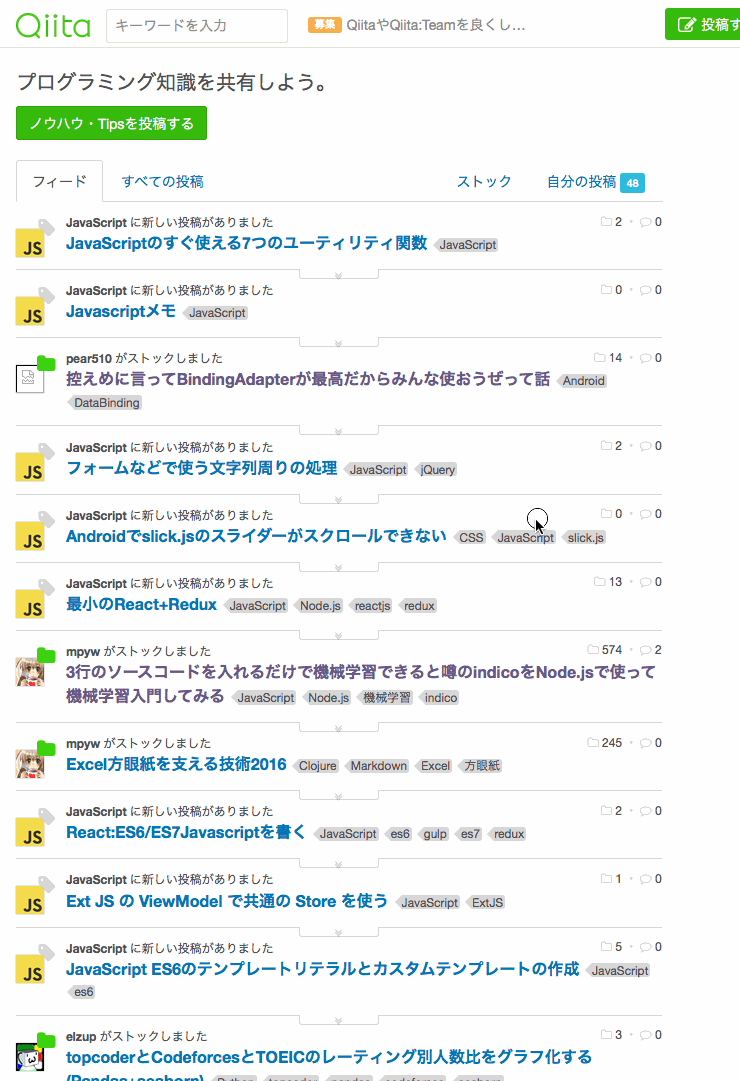 Qiita キーワードを入力 募集 QiitaやQiita:Teamを良くし… 投稿す
プログラミング知識を共有しよう。
ノウハウ・Tipsを投稿する
フィード すべての投稿 ストック 自分の投稿 48
JavaScript に新しい投稿がありました 2 • 0
JS JavaScriptのすぐ使える7つのユーティリティ関数 JavaScript
JavaScript に新しい投稿がありました 0 • 0
JS Javascriptメモ JavaScript
pear510 がストックしました 14 • 0
控えめに言ってBindingAdapterが最高だからみんな使おうぜって話 Android
DataBinding
JavaScript に新しい投稿がありました 2 • 0
JS フォームなどで使う文字列周りの処理 JavaScript jQuery
JavaScript に新しい投稿がありました 0 • 0
JS Androidでslick.jsのスライダーがスクロールできない CSS JavaScript slick.js
JavaScript に新しい投稿がありました 13 • 0
JS 最小のReact+Redux JavaScript Node.js reactjs redux
mpyw がストックしました 574 • 2
3行のソースコードを入れるだけで機械学習できると噂のindicoをNode.jsで使って
機械学習入門してみる JavaScript Node.js 機械学習 indico
mpyw がストックしました 245 • 0
Excel方眼紙を支える技術2016 Clojure Markdown Excel 方眼紙
JavaScript に新しい投稿がありました 2 • 0
JS React:ES6/ES7Javascriptを書く JavaScript es6 gulp es7 redux
JavaScript に新しい投稿がありました 1 • 0
JS Ext JS の ViewModel で共通の Store を使う JavaScript ExtJS
JavaScript に新しい投稿がありました 5 • 0
JS JavaScript ES6のテンプレートリテラルとカスタムテンプレートの作成 JavaScript
es6
elzup がストックしました 3 • 0
topcoderとCodeforcesとTOEICのレーティング別人数比をグラフ化する
(Pandas+seaborn) Python topcoder pandas codeforces seaborn